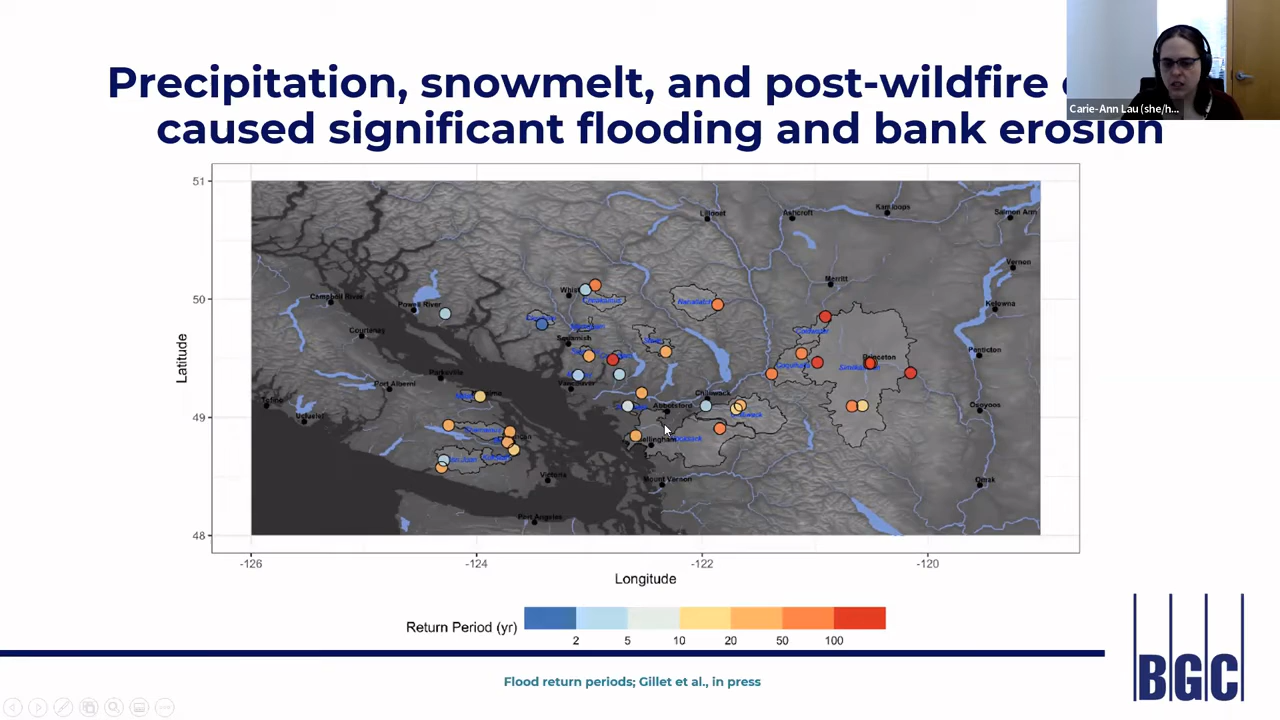 Precipitation, snowmelt, and post-wildfire
caused significant flooding and bank erosion
Carie-Ann Lau (she/h...
51
50
49
48
Latitude
Lillooet
Ashcroft
Kamloops
Salmon Arm
Vernon
Merritt
Kelowna
Campbell River
Powell River
Courtenay
Squamish
Princeton
Penticton
Parksville
Port Alberni
Vancouver
Chilliwack
Abbotsford
Tofino
Ucluelet
Osoyoos
Mount Vernon
Victoria
Omak
Port Angeles
-126
-124
-122
-120
Longitude
Return Period (yr)
2
5
10
20
50
100
BGC
Flood return periods; Gillet et al., in press